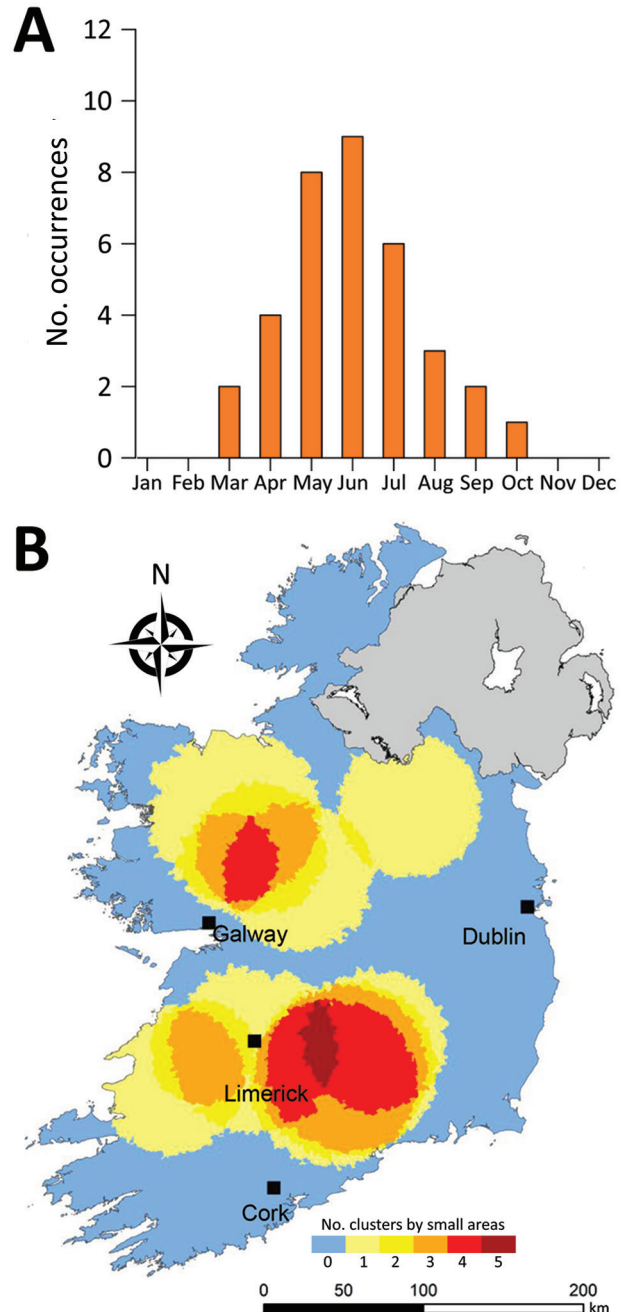 A
12
10
8
6
4
2
0
No. occurrences
Jan Feb Mar Apr May Jun Jul Aug Sep Oct Nov Dec
B
N
Galway
Dublin
Limerick
Cork
No. clusters by small areas
0 1 2 3 4 5
0 50 100 200
km